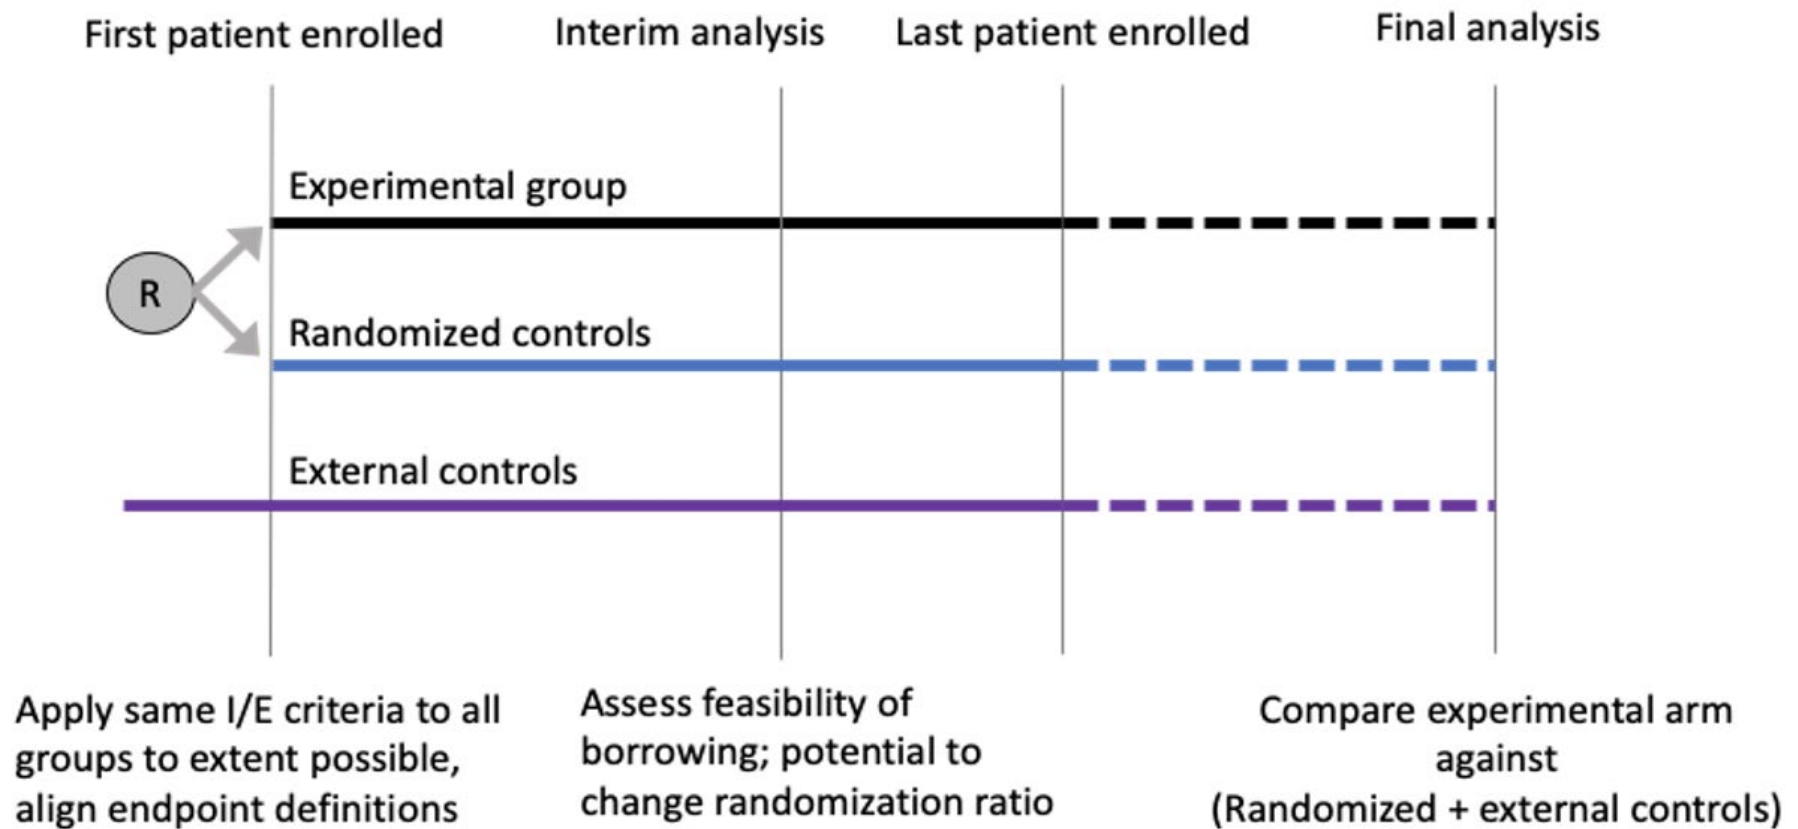 First patient enrolled
Interim analysis
Last patient enrolled
Final analysis
Experimental group
R
Randomized controls
External controls
Apply same I/E criteria to all
groups to extent possible,
align endpoint definitions
Assess feasibility of
borrowing; potential to
change randomization ratio
Compare experimental arm
against
(Randomized + external controls)